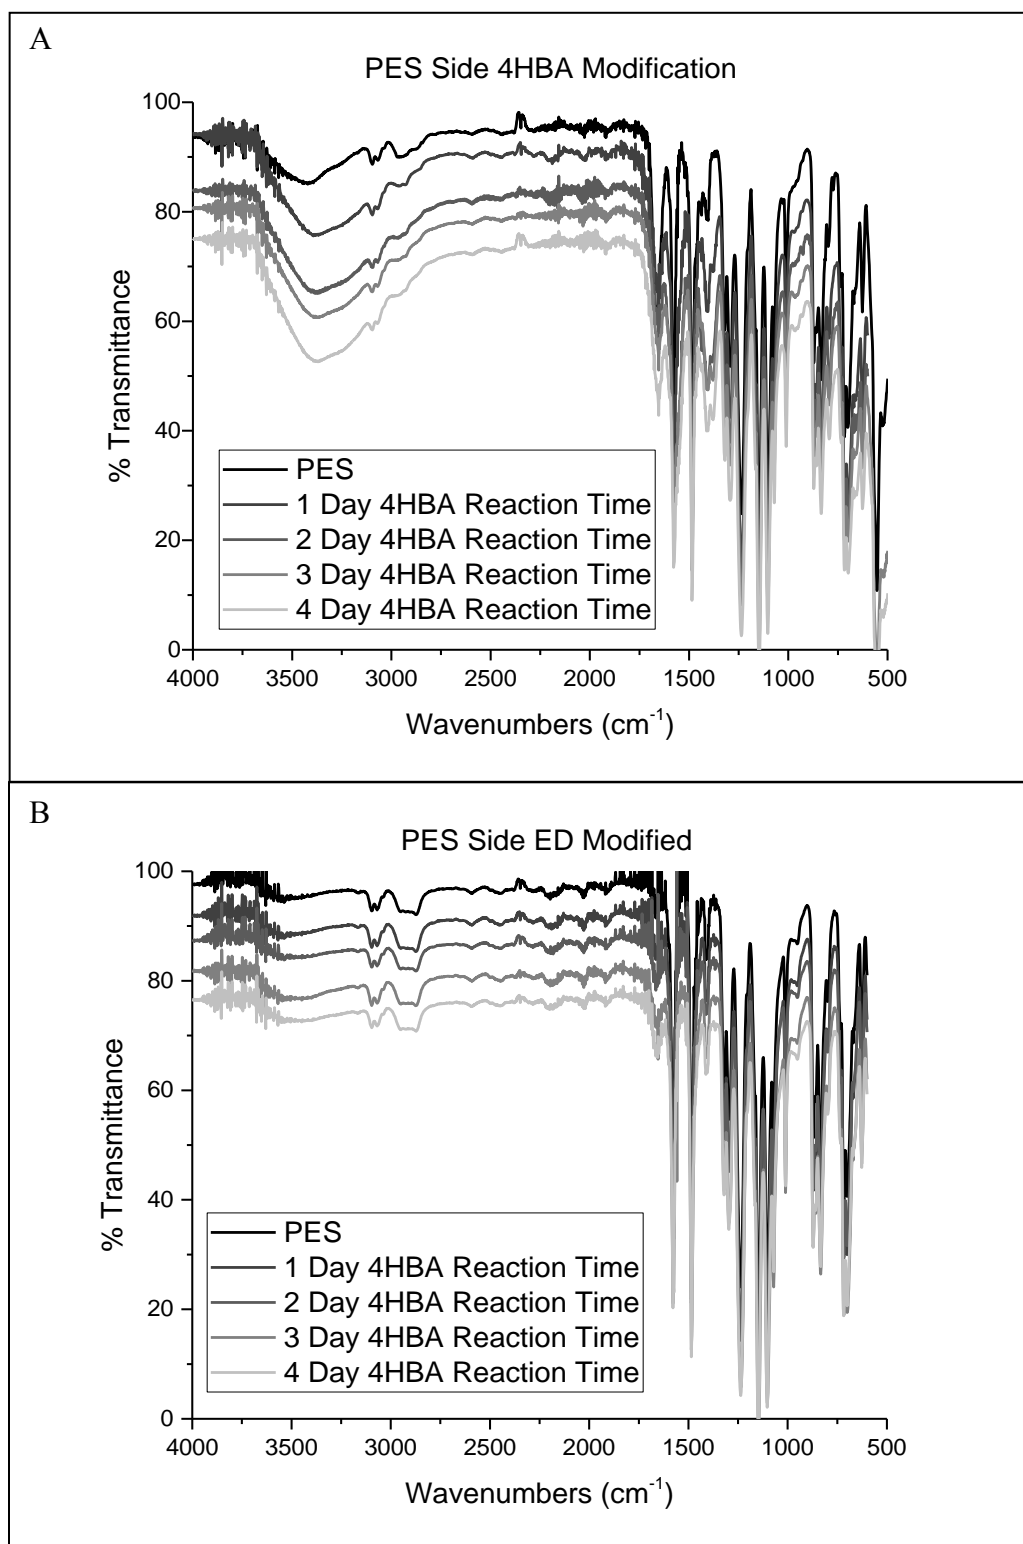 A
PES Side 4HBA Modification
100
80
60
40
20
0
% Transmittance
PES
1 Day 4HBA Reaction Time
2 Day 4HBA Reaction Time
3 Day 4HBA Reaction Time
4 Day 4HBA Reaction Time
4000 3500 3000 2500 2000 1500 1000 500
Wavenumbers (cm⁻¹)
B
PES Side ED Modified
100
80
60
40
20
0
% Transmittance
PES
1 Day 4HBA Reaction Time
2 Day 4HBA Reaction Time
3 Day 4HBA Reaction Time
4 Day 4HBA Reaction Time
4000 3500 3000 2500 2000 1500 1000 500
Wavenumbers (cm⁻¹)